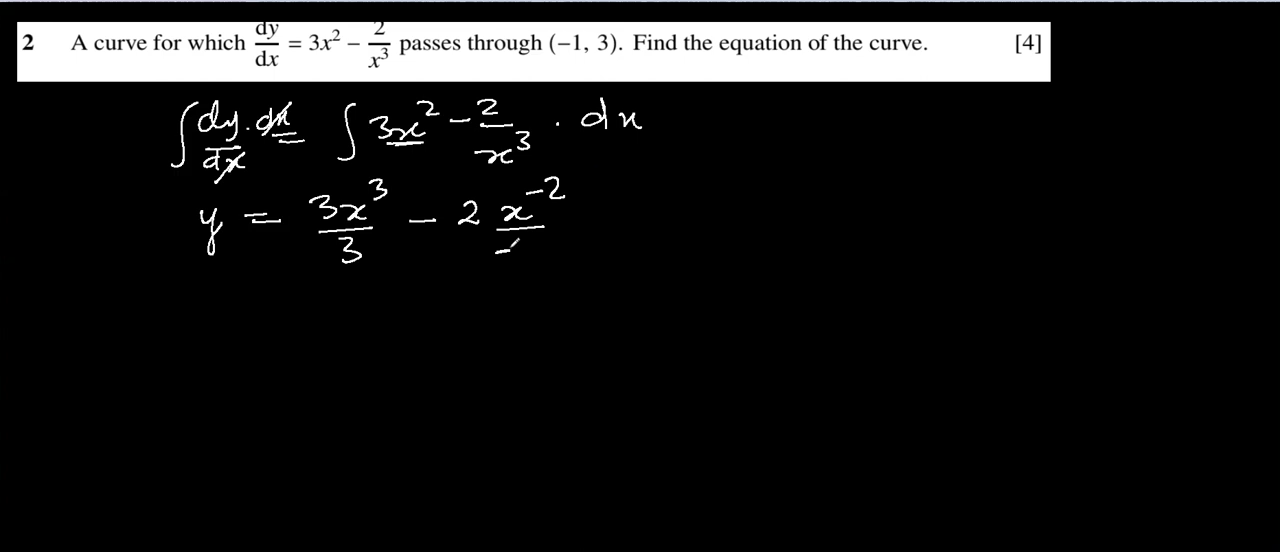 2 A curve for which dy/dx = 3x² − 2/x³ passes through (−1, 3). Find the equation of the curve. [4]
∫ dy/dx . dx = ∫ 3x² − 2/x³ . dx
y = 3x³/3 − 2 x⁻²/-